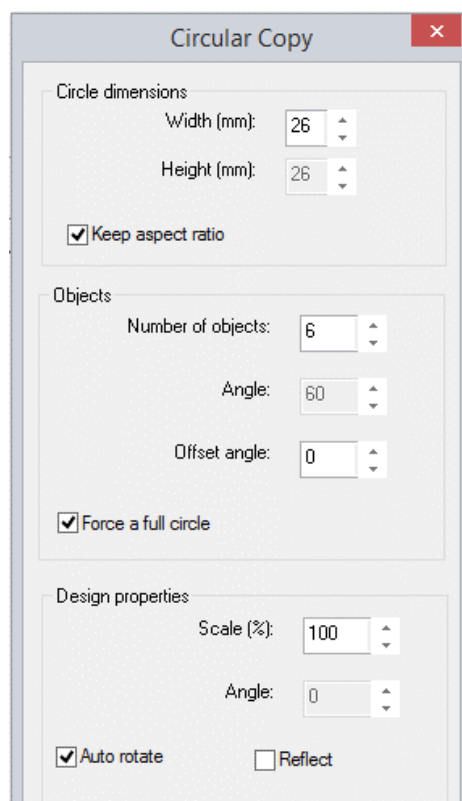 Circular Copy
Circle dimensions
Width (mm): 26
Height (mm): 26
Keep aspect ratio
Objects
Number of objects: 6
Angle: 60
Offset angle: 0
Force a full circle
Design properties
Scale (%): 100
Angle: 0
Auto rotate Reflect